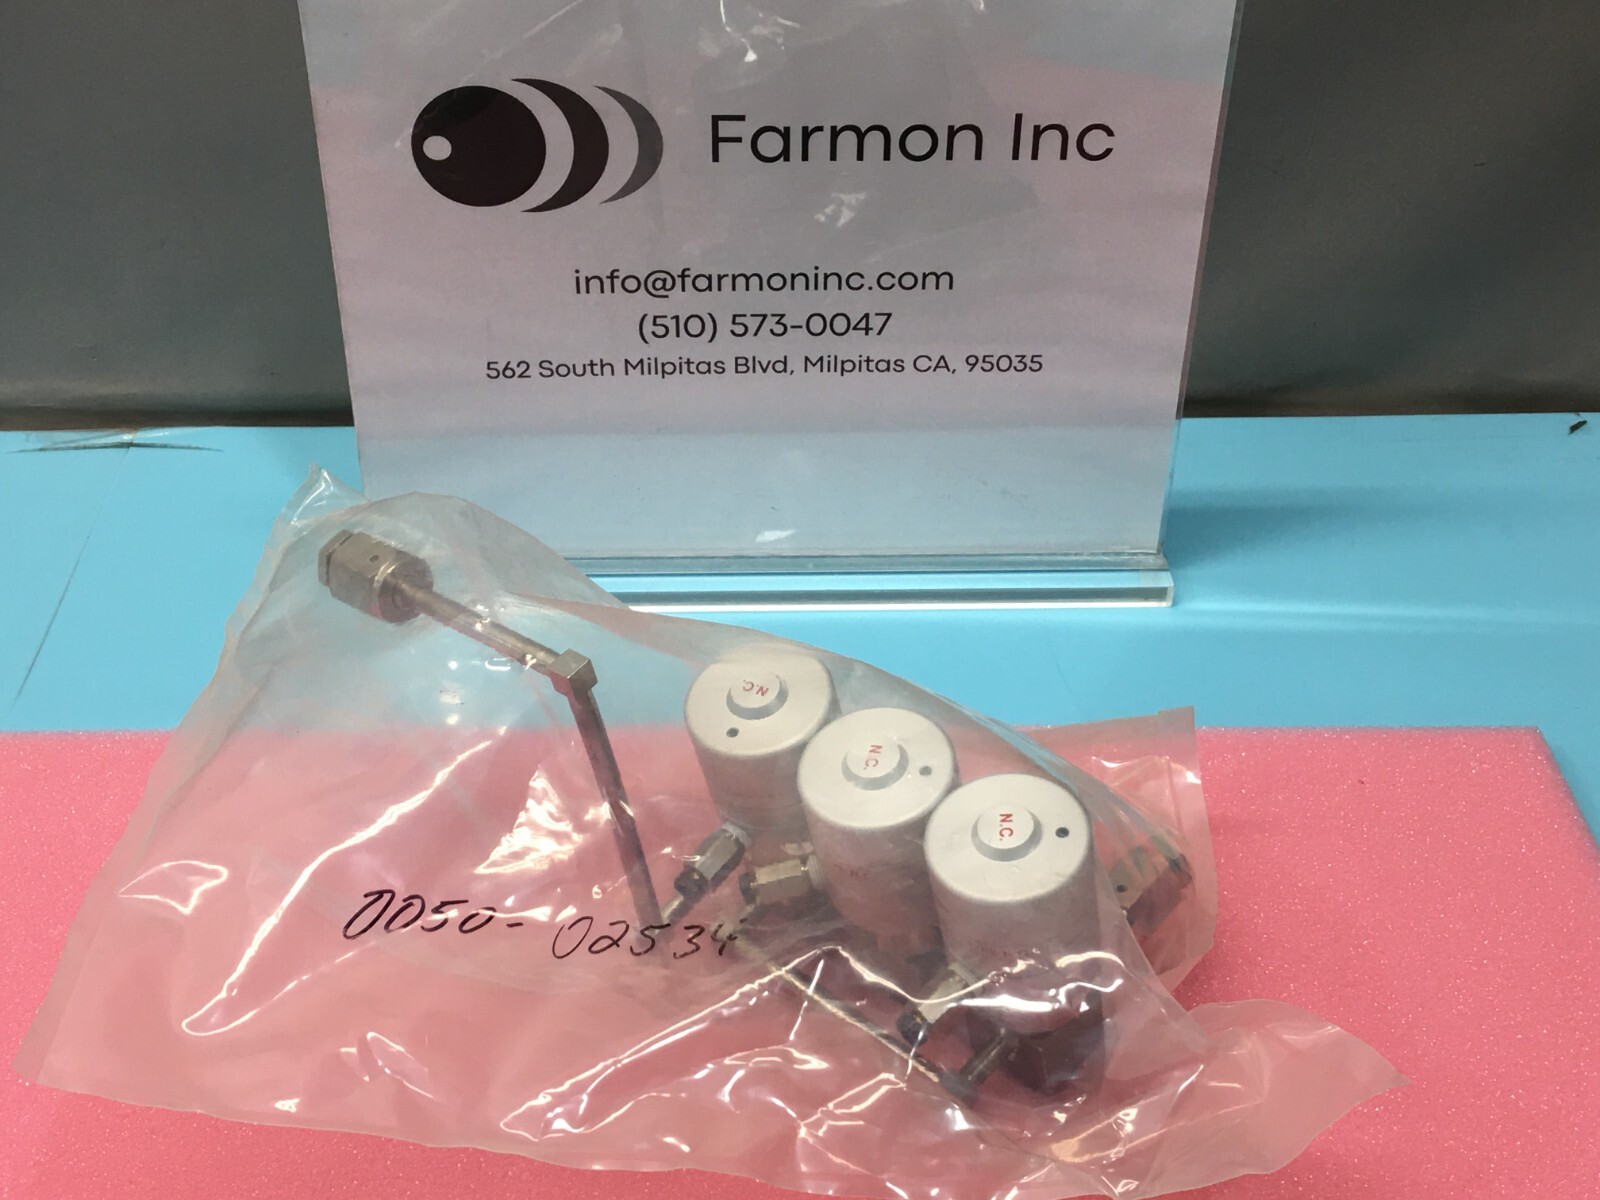 Farmon Inc
info@farmoninc.com
(510) 573-0047
562 South Milpitas Blvd, Milpitas CA, 95035
N.C.
N.C.
N.C.
0050-02534